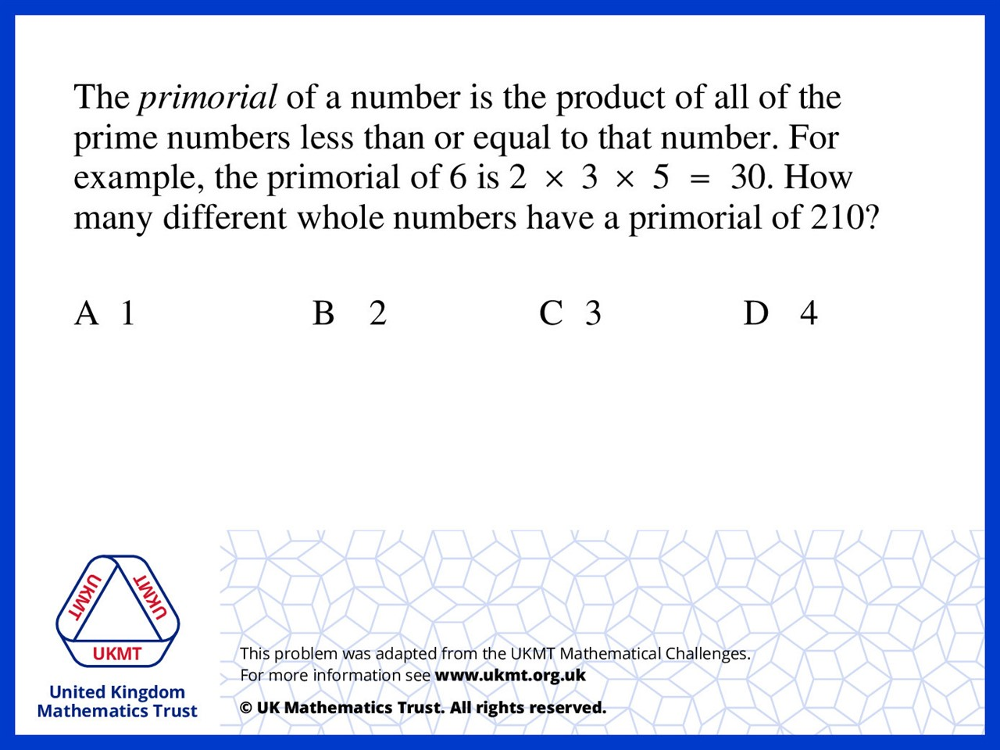 The primorial of a number is the product of all of the
prime numbers less than or equal to that number. For
example, the primorial of 6 is 2 × 3 × 5 = 30. How
many different whole numbers have a primorial of 210?
A 1 B 2 C 3 D 4
UKMT UKMT
UKMT
United Kingdom
Mathematics Trust
This problem was adapted from the UKMT Mathematical Challenges.
For more information see www.ukmt.org.uk
© UK Mathematics Trust. All rights reserved.